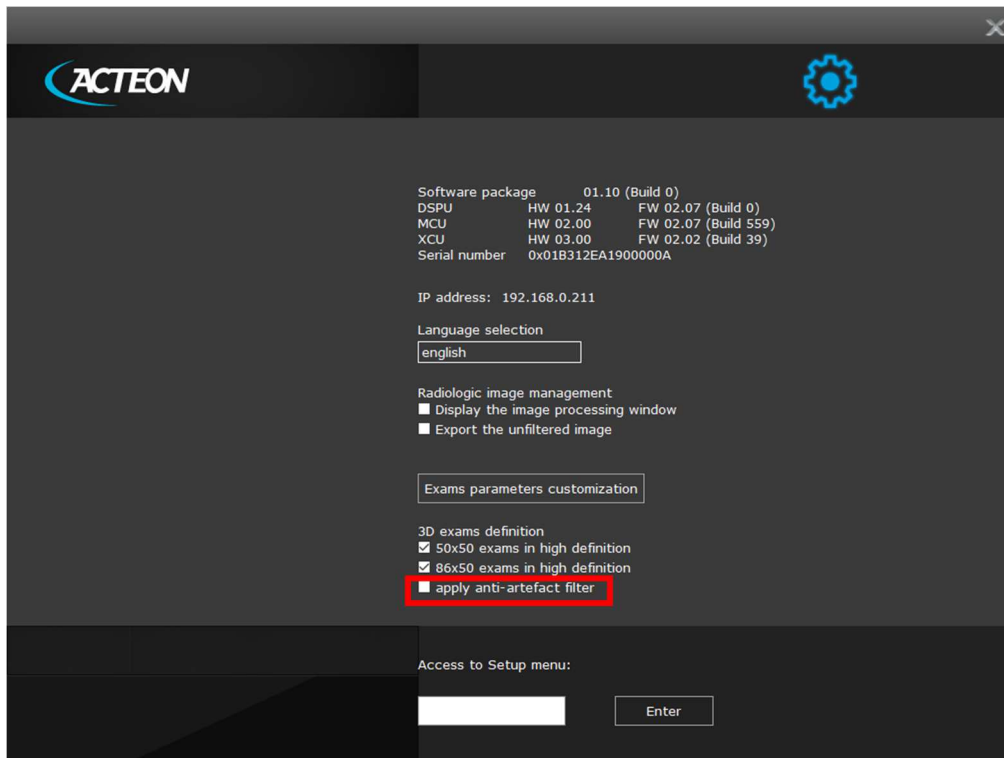 ACTEON
Software package 01.10 (Build 0)
DSPU HW 01.24 FW 02.07 (Build 0)
MCU HW 02.00 FW 02.07 (Build 559)
XCU HW 03.00 FW 02.02 (Build 39)
Serial number 0x01B312EA1900000A
IP address: 192.168.0.211
Language selection
english
Radiologic image management
Display the image processing window
Export the unfiltered image
Exams parameters customization
3D exams definition
50x50 exams in high definition
86x50 exams in high definition
apply anti-artefact filter
Access to Setup menu:
Enter